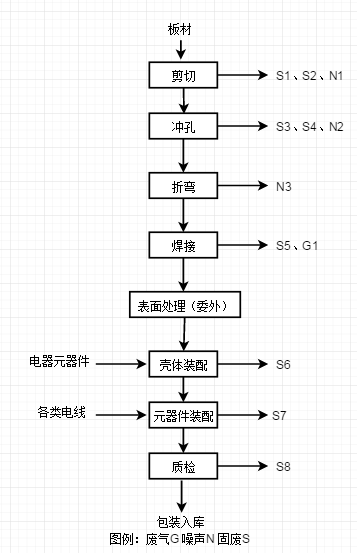 板材
剪切
S1、S2、N1
冲孔
S3、S4、N2
折弯
N3
焊接
S5、G1
表面处理（委外）
电器元器件
壳体装配
S6
各类电线
元器件装配
S7
质检
S8
包装入库
图例：废气G 噪声N 固废S